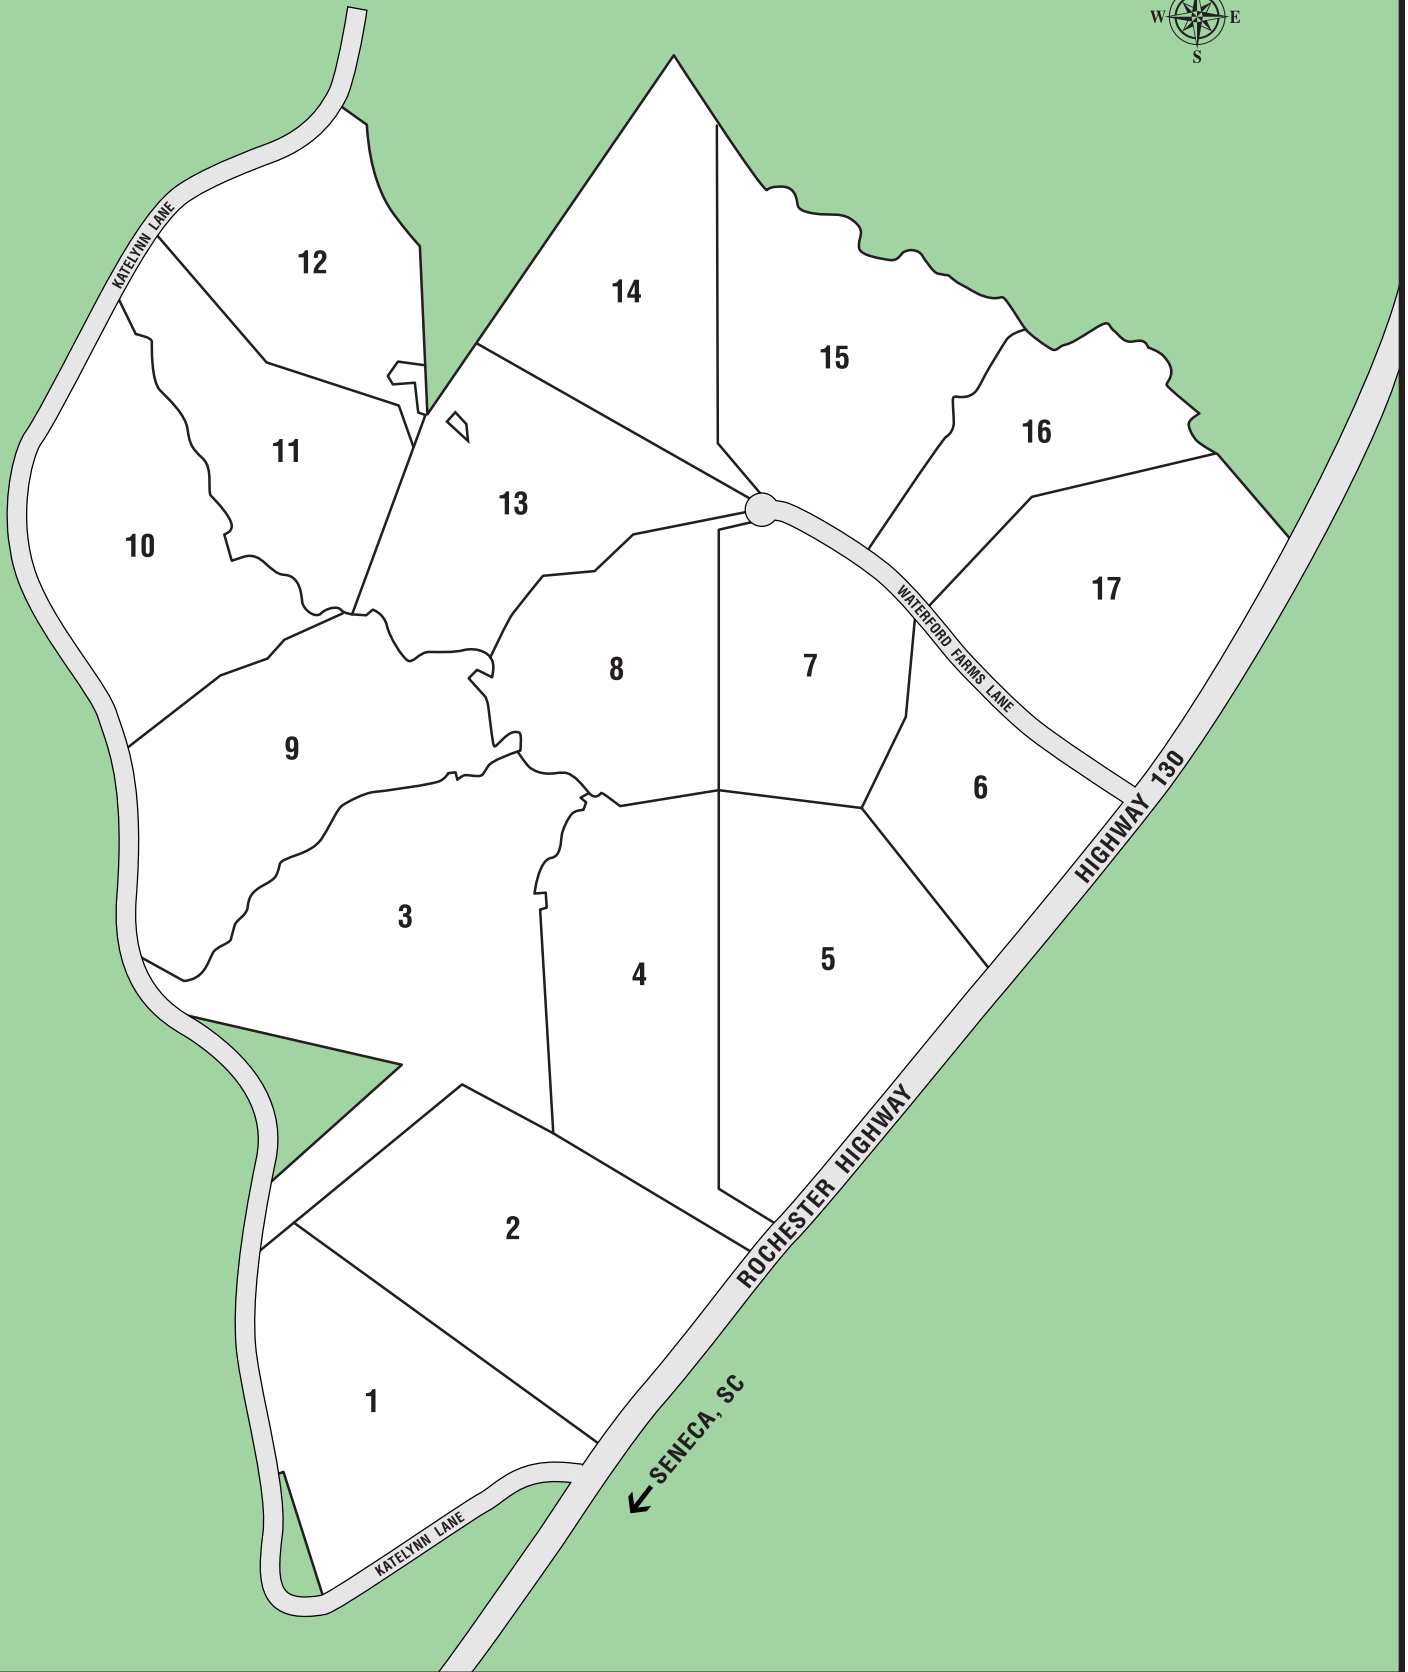 W E
S
KATELYNN LANE
12
14
15
16
11
13
10
17
WATERFORD FARMS LANE
8
7
9
6
HIGHWAY 130
3
4
5
ROCHESTER HIGHWAY
2
1
SENECA, SC
KATELYNN LANE